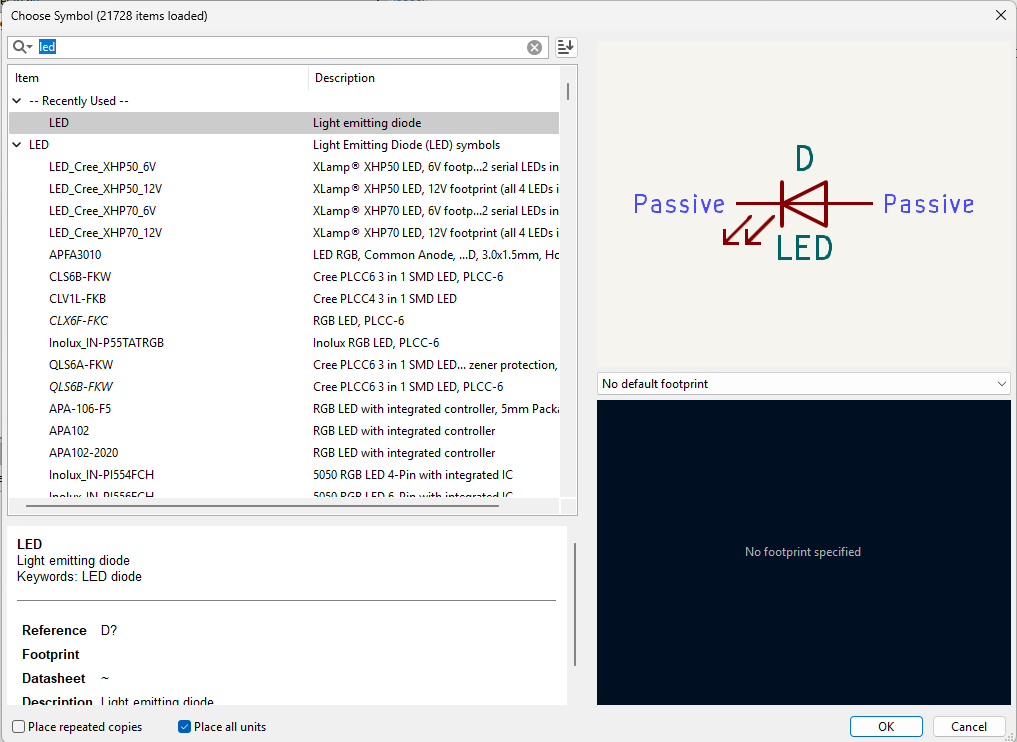 Choose Symbol (21728 items loaded)
led
Item Description
-- Recently Used --
LED Light emitting diode
LED Light Emitting Diode (LED) symbols
LED_Cree_XHP50_6V XLamp® XHP50 LED, 6V footp...2 serial LEDs in
LED_Cree_XHP50_12V XLamp® XHP50 LED, 12V footprint (all 4 LEDs i
LED_Cree_XHP70_6V XLamp® XHP70 LED, 6V footp...2 serial LEDs in
LED_Cree_XHP70_12V XLamp® XHP70 LED, 12V footprint (all 4 LEDs i
APFA3010 LED RGB, Common Anode, ...D, 3.0x1.5mm, Ho
CLS6B-FKW Cree PLCC6 3 in 1 SMD LED, PLCC-6
CLV1L-FKB Cree PLCC4 3 in 1 SMD LED
CLX6F-FKC RGB LED, PLCC-6
Inolux_IN-P55TATRGB Inolux RGB LED, PLCC-6
QLS6A-FKW Cree PLCC6 3 in 1 SMD LED... zener protection,
QLS6B-FKW Cree PLCC6 3 in 1 SMD LED, PLCC-6
APA-106-F5 RGB LED with integrated controller, 5mm Packa
APA102 RGB LED with integrated controller
APA102-2020 RGB LED with integrated controller
Inolux_IN-PI554FCH 5050 RGB LED 4-Pin with integrated IC
Inolux_IN-PI556FCH 5050 RGB LED 6-Pin with integrated IC
LED
Light emitting diode
Keywords: LED diode
Reference D?
Footprint
Datasheet ~
Description Light emitting diode
Place repeated copies Place all units
D
Passive Passive
LED
No default footprint
No footprint specified
OK Cancel